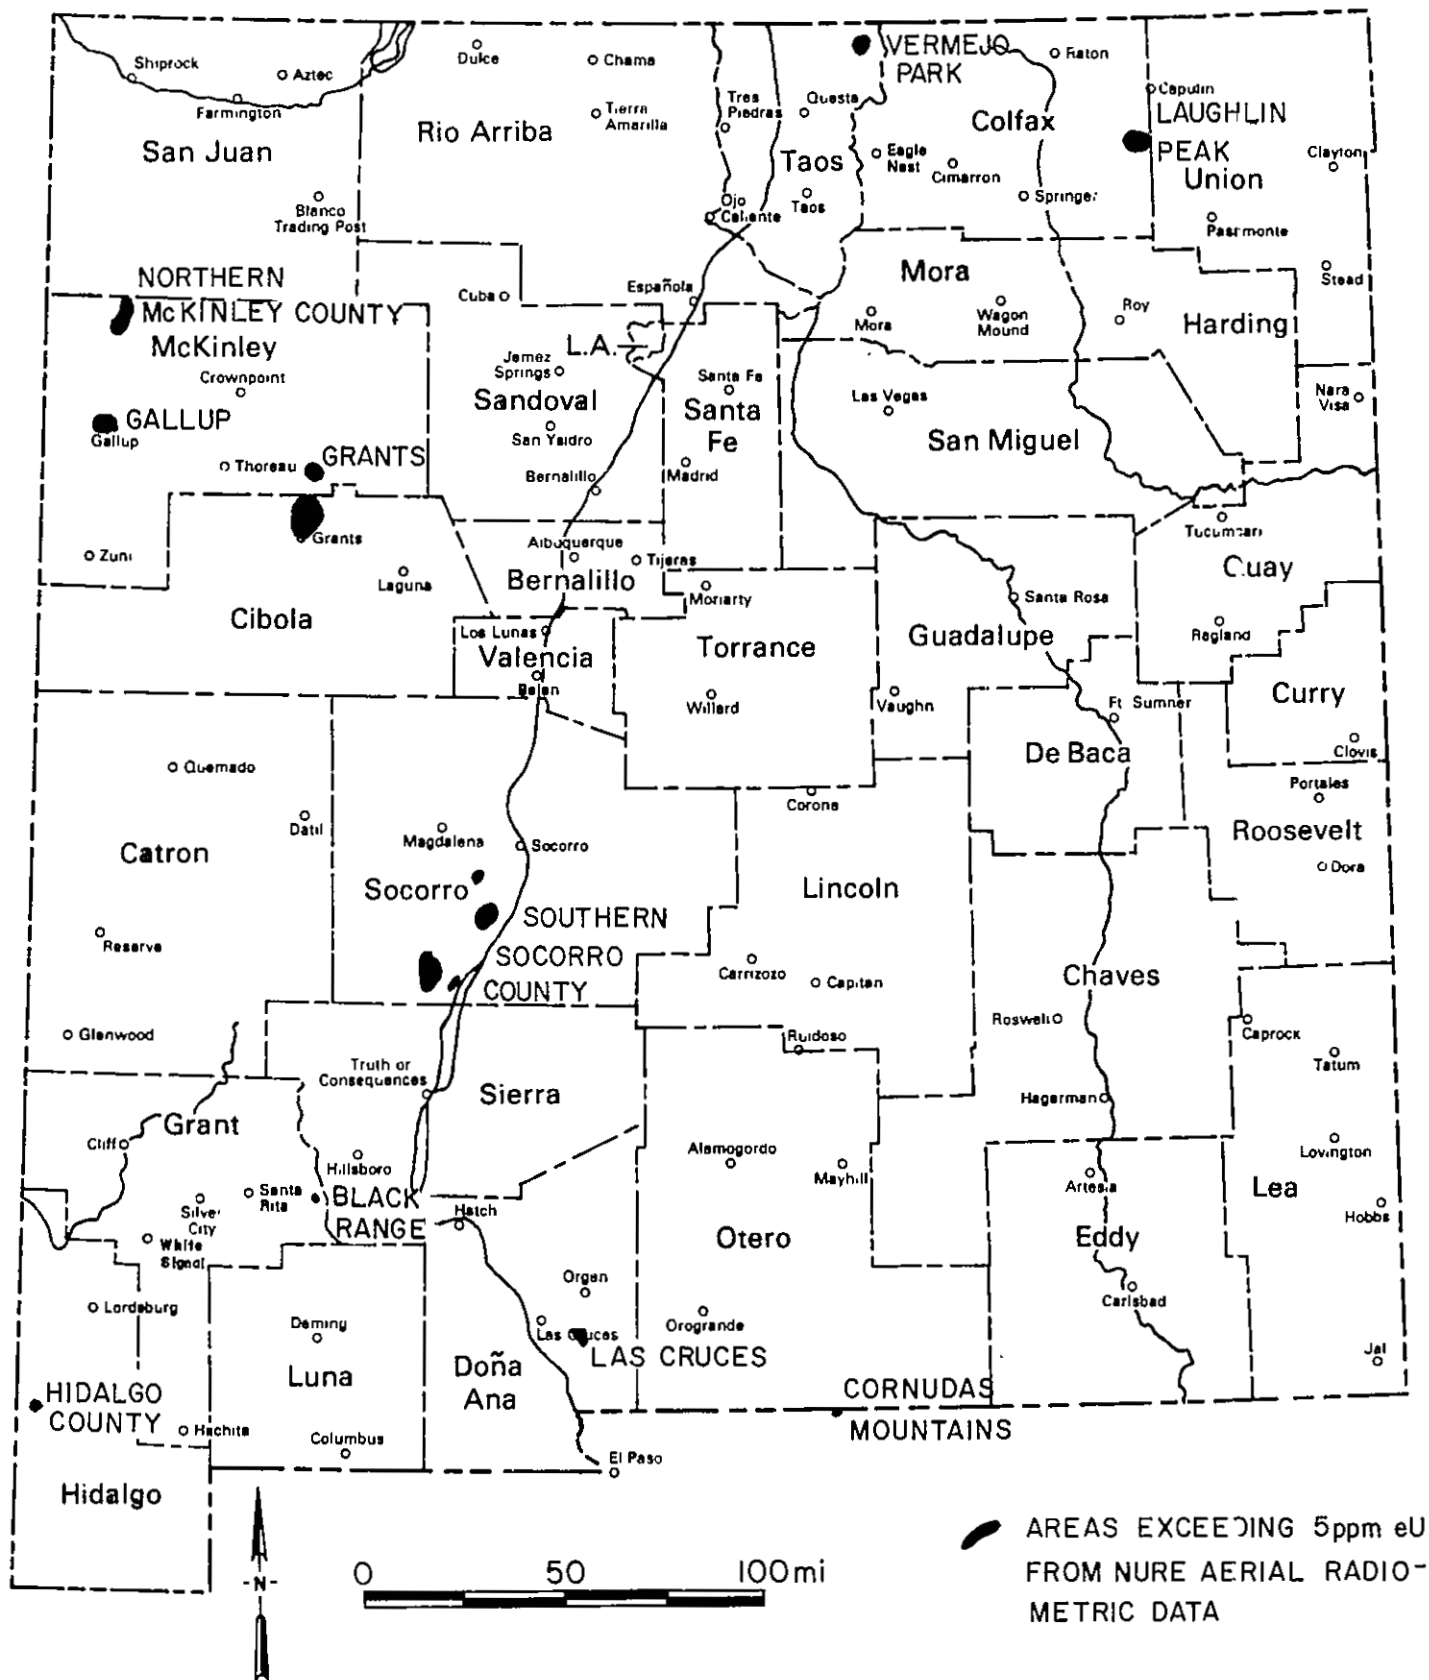 Shiprock
Aztec
Farmington
San Juan
Blanco
Trading Post
Dulce
Chama
Tierra
Amarilla
Rio Arriba
Tres
Piedras
Questa
Taos
Taos
Ojo
Caliente
VERMEJO
PARK
Raton
Colfax
Eagle
Nest
Cimarron
Springer
Capulin
LAUGHLIN
PEAK
Union
Clayton
Pasamonte
Stead
NORTHERN
McKINLEY COUNTY
McKinley
Crownpoint
GALLUP
Gallup
Thoreau
GRANTS
Cuba
Española
L.A.
Jemez
Springs
Sandoval
San Ysidro
Bernalillo
Santa Fe
Santa
Fe
Madrid
Mora
Mora
Wagon
Mound
Roy
Harding
Las Vegas
San Miguel
Nara
Visa
Zuni
Grants
Laguna
Cibola
Albuquerque
Tijeras
Bernalillo
Los Lunas
Valencia
Belen
Moriarty
Torrance
Willard
Santa Rosa
Guadalupe
Vaughn
Tucumcari
Quay
Ragland
Curry
Clovis
Ft Sumner
De Baca
Portales
Roosevelt
Dora
Quemado
Datil
Catron
Reserve
Glenwood
Magdalena
Socorro
Socorro
SOUTHERN
SOCORRO
COUNTY
Corona
Lincoln
Carrizozo
Capitan
Ruidoso
Chaves
Roswell
Hagerman
Caprock
Tatum
Lovington
Lea
Hobbs
Jal
Truth or
Consequences
Sierra
Grant
Cliff
Hillsboro
Santa
Rita
Silver
City
White
Signal
BLACK
RANGE
Hatch
Alamogordo
Mayhill
Otero
Orogrande
Artesia
Eddy
Carlsbad
Lordsburg
Deming
Luna
Columbus
Organ
Las Cruces
LAS CRUCES
Doña
Ana
El Paso
CORNUDAS
MOUNTAINS
HIDALGO
COUNTY
Hachita
Hidalgo
-N-
0 50 100mi
AREAS EXCEEDING 5ppm eU
FROM NURE AERIAL RADIO-
METRIC DATA